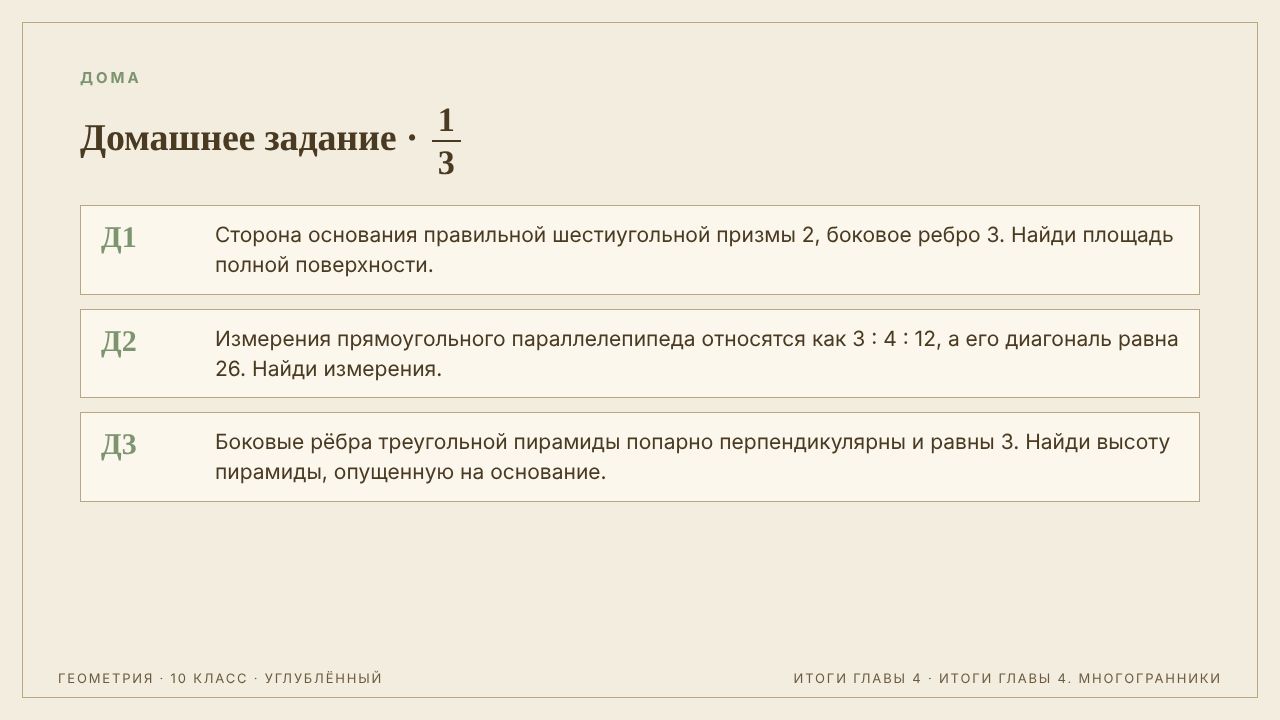 ДОМА
Домашнее задание · 1/3
Д1
Сторона основания правильной шестиугольной призмы 2, боковое ребро 3. Найди площадь
полной поверхности.
Д2
Измерения прямоугольного параллелепипеда относятся как 3 : 4 : 12, а его диагональ равна
26. Найди измерения.
Д3
Боковые рёбра треугольной пирамиды попарно перпендикулярны и равны 3. Найди высоту
пирамиды, опущенную на основание.
ГЕОМЕТРИЯ · 10 КЛАСС · УГЛУБЛЁННЫЙ
ИТОГИ ГЛАВЫ 4 · ИТОГИ ГЛАВЫ 4. МНОГОГРАННИКИ